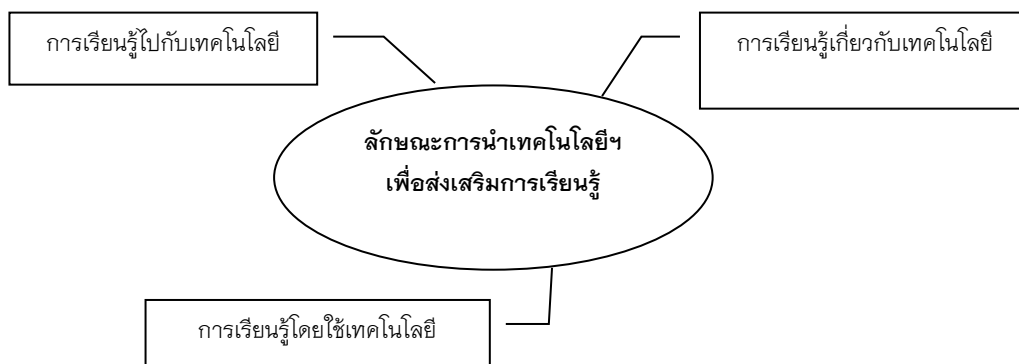 การเรียนรู้ไปกับเทคโนโลยี
การเรียนรู้เกี่ยวกับเทคโนโลยี
ลักษณะการนำเทคโนโลยีฯ
เพื่อส่งเสริมการเรียนรู้
การเรียนรู้โดยใช้เทคโนโลยี